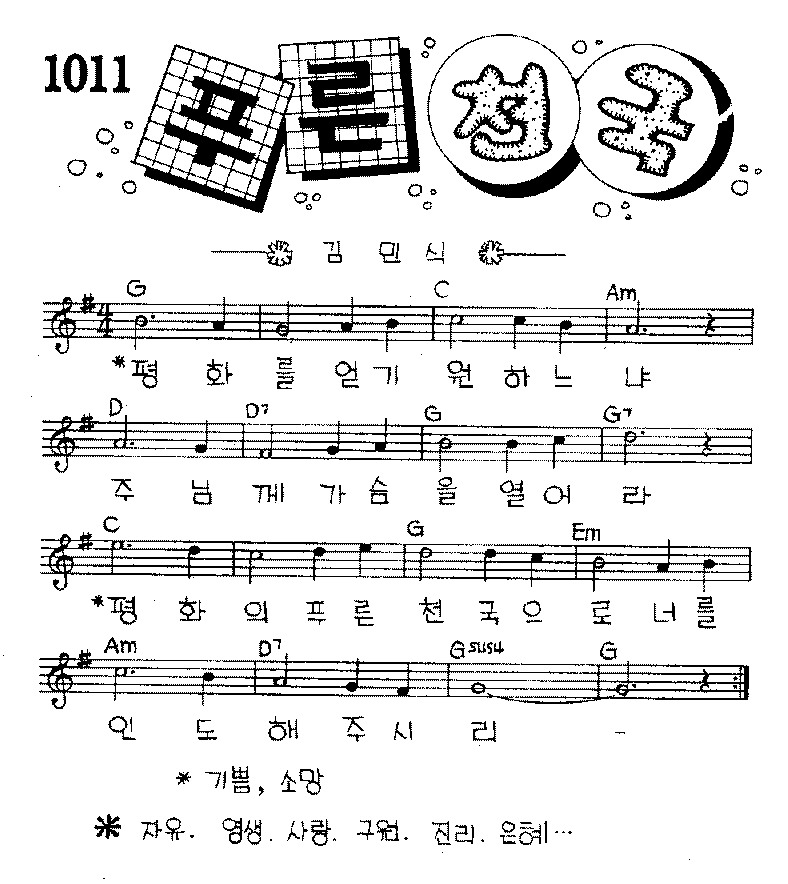 1011 푸른천국
김민식
G C Am
*평 화 를 얻 기 원 하 느 냐
D D7 G G7
주 님 께 가 슴 을 열 어 라
C G Em
*평 화 의 푸 른 천 국 으 로 너 를
Am D7 Gsus4 G
인 도 해 주 시 리 -
* 기쁨, 소망
* 자유. 영생. 사랑. 구원. 진리. 은혜...